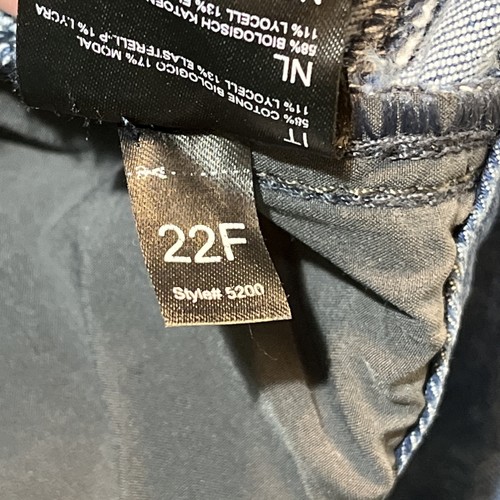 58% BIOLOGISCH KATOEN
11% LYOCELL 13% E
NL
58% COTONE BIOLOGICO 17% MODAL
11% LYOCELL 13% ELASTERELL-P 1% LYCRA
IT
22F
Style# 5200